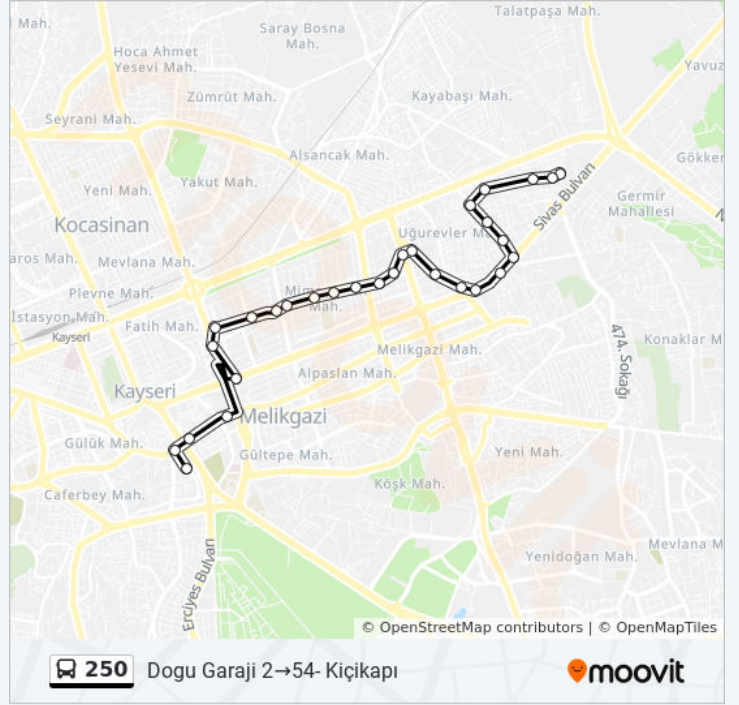 Mah.
Talatpaşa Mah.
Saray Bosna
Mah.
Hoca Ahmet
Yesevi Mah.
Yavuz
Zümrüt Mah.
Kayabaşı Mah.
Seyrani Mah.
Alsancak Mah.
Gökker
Yakut Mah.
Yeni Mah.
Sivas Bulvarı
Germir
Mahallesi
Kocasinan
Uğurevler M
aros Mah.
Mevlana Mah.
Plevne Mah.
Mim
Mah.
İstasyon Mah.
Fatih Mah.
Kayseri
Konaklar M
474. Sokağı
Melikgazi Mah.
Alpaslan Mah.
Kayseri
Melikgazi
Gülük Mah.
Gültepe Mah.
Yeni Mah.
Köşk Mah.
Caferbey Mah.
Mevlana M
Yenidoğan Mah.
Erciyes Bulvarı
© OpenStreetMap contributors | © OpenMapTiles
250 Dogu Garaji 2→54- Kiçikapı
moovit